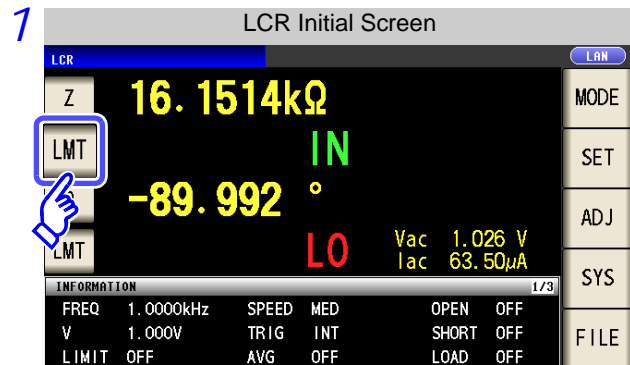 1
LCR Initial Screen
LCR
LAN
Z
16.1514kΩ
MODE
LMT
IN
SET
-89.992 °
ADJ
LMT
LO
Vac 1.026 V
Iac 63.50µA
SYS
INFORMATION
1/3
FREQ 1.0000kHz SPEED MED OPEN OFF
V 1.000V TRIG INT SHORT OFF
FILE
LIMIT OFF AVG OFF LOAD OFF